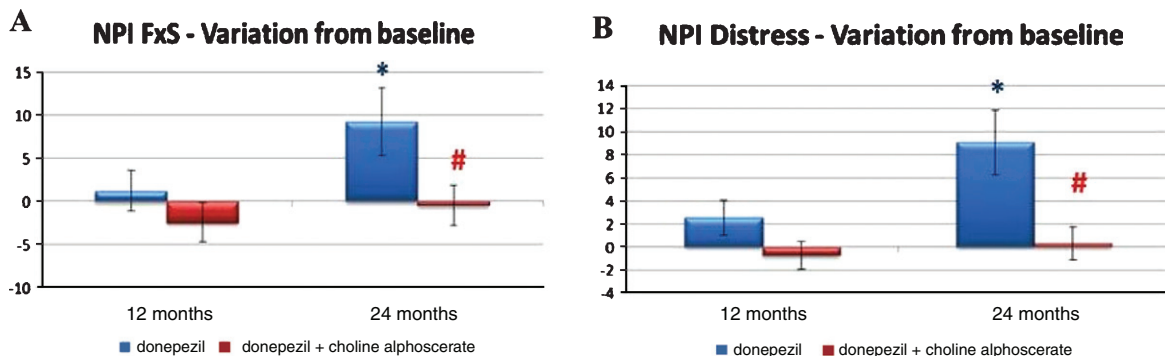 A
NPI FxS - Variation from baseline
15
*
10
5
#
0
-5
-10
12 months
24 months
donepezil
donepezil + choline alphoscerate
B
NPI Distress - Variation from baseline
14
*
12
10
8
6
#
4
2
0
-2
-4
12 months
24 months
donepezil
donepezil + choline alphoscerate